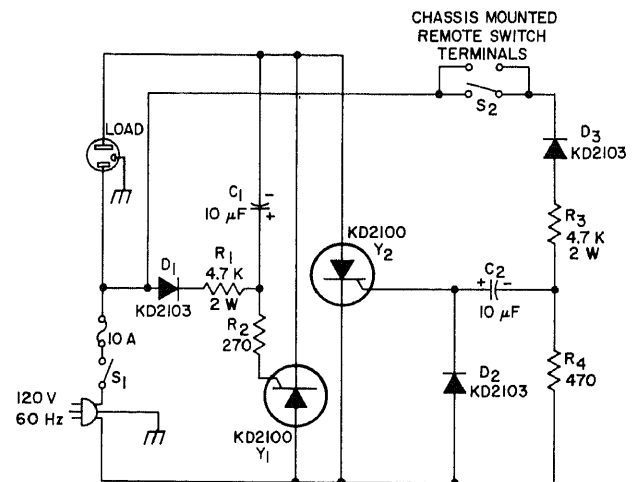 CHASSIS MOUNTED
REMOTE SWITCH
TERMINALS
S2
LOAD
D3
KD2103
C1
10 µF
-
+
R3
4.7 K
2 W
KD2100
Y2
R1
4.7 K
2 W
D1
KD2103
C2
+
-
10 µF
R2
270
10 A
S1
D2
KD2103
R4
470
120 V
60 Hz
KD2100
Y1